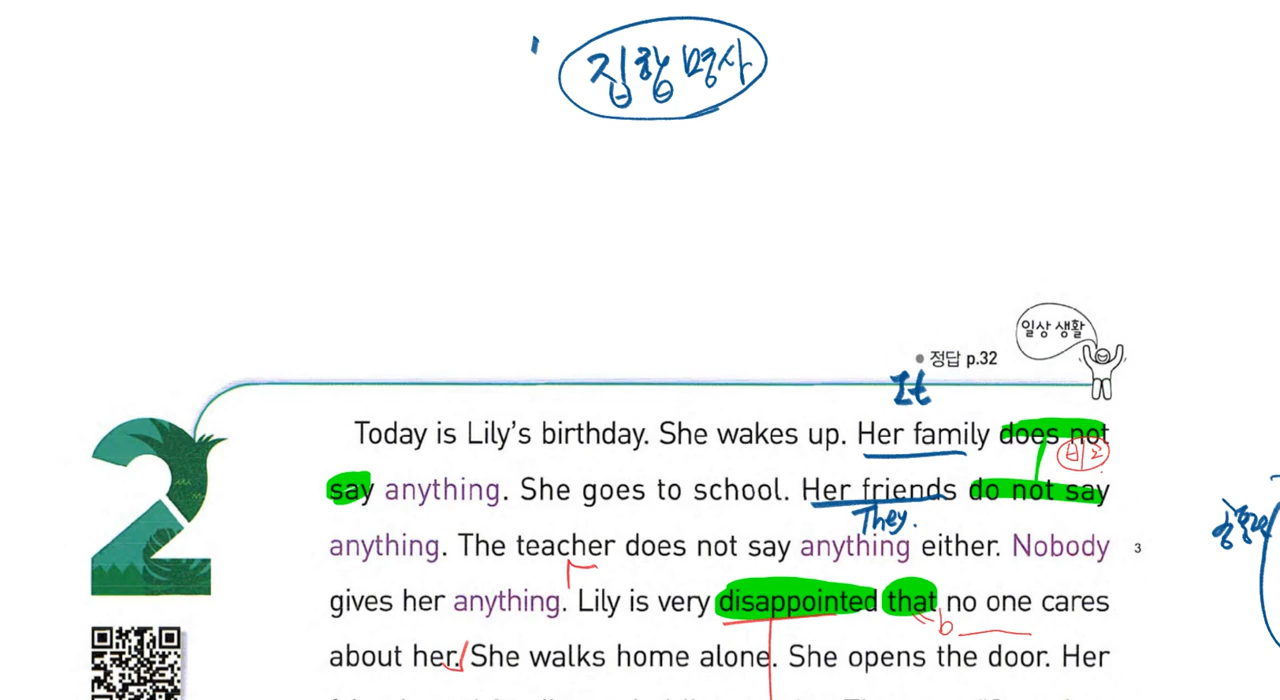 집합명사
일상 생활
정답 p.32
It
2
Today is Lily's birthday. She wakes up. Her family does not
비교
say anything. She goes to school. Her friends do not say
They.
anything. The teacher does not say anything either. Nobody
3
gives her anything. Lily is very disappointed that no one cares
b
about her. She walks home alone. She opens the door. Her